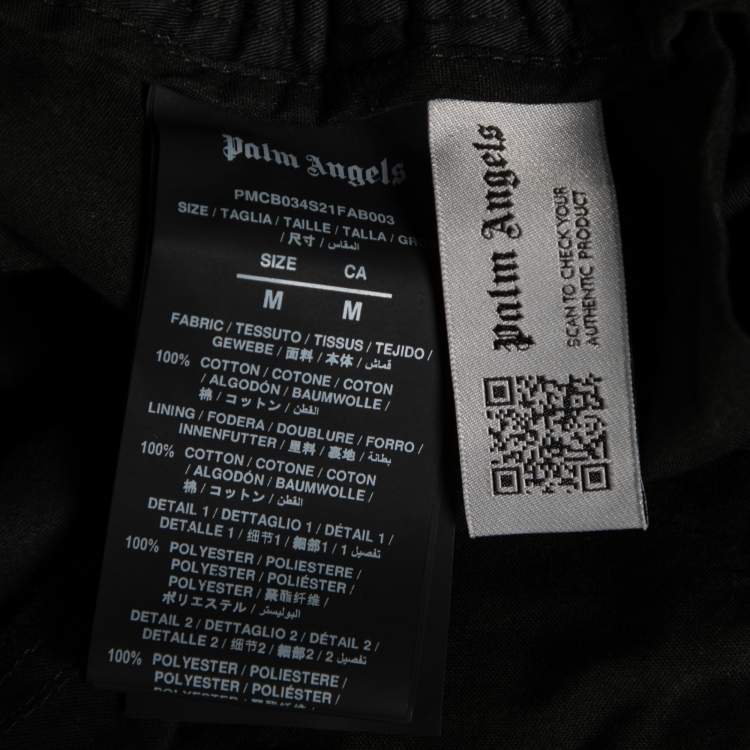 Palm Angels
PMCB034S21FAB003
SIZE / TAGLIA / TAILLE / TALLA / GR
/ 尺寸 / المقاس
SIZE CA
M M
FABRIC / TESSUTO / TISSUS / TEJIDO /
GEWEBE / 面料 / 本体 / قماش
100% COTTON / COTONE / COTON
/ ALGODÓN / BAUMWOLLE /
棉 / コットン / القطن
LINING / FODERA / DOUBLURE / FORRO /
INNENFUTTER / 里料 / 裏地 / بطانة
100% COTTON / COTONE / COTON
/ ALGODÓN / BAUMWOLLE /
棉 / コットン / القطن
DETAIL 1 / DETTAGLIO 1 / DÉTAIL 1 /
DETALLE 1 / 细节1 / 細部1 / تفصيل 1
100% POLYESTER / POLIESTERE /
POLYESTER / POLIÉSTER /
POLYESTER / 聚酯纤维 /
ポリエステル / البوليستر
DETAIL 2 / DETTAGLIO 2 / DÉTAIL 2 /
DETALLE 2 / 细节2 / 細部2 / تفصيل 2
100% POLYESTER / POLIESTERE /
POLYESTER / POLIÉSTER /
Palm Angels
SCAN TO CHECK YOUR
AUTHENTIC PRODUCT